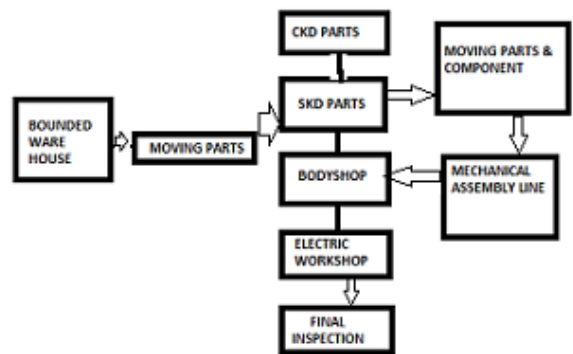 CKD PARTS
MOVING PARTS &
COMPONENT
SKD PARTS
BOUNDED
WARE
HOUSE
MOVING PARTS
BODYSHOP
MECHANICAL
ASSEMBLY LINE
ELECTRIC
WORKSHOP
FINAL
INSPECTION